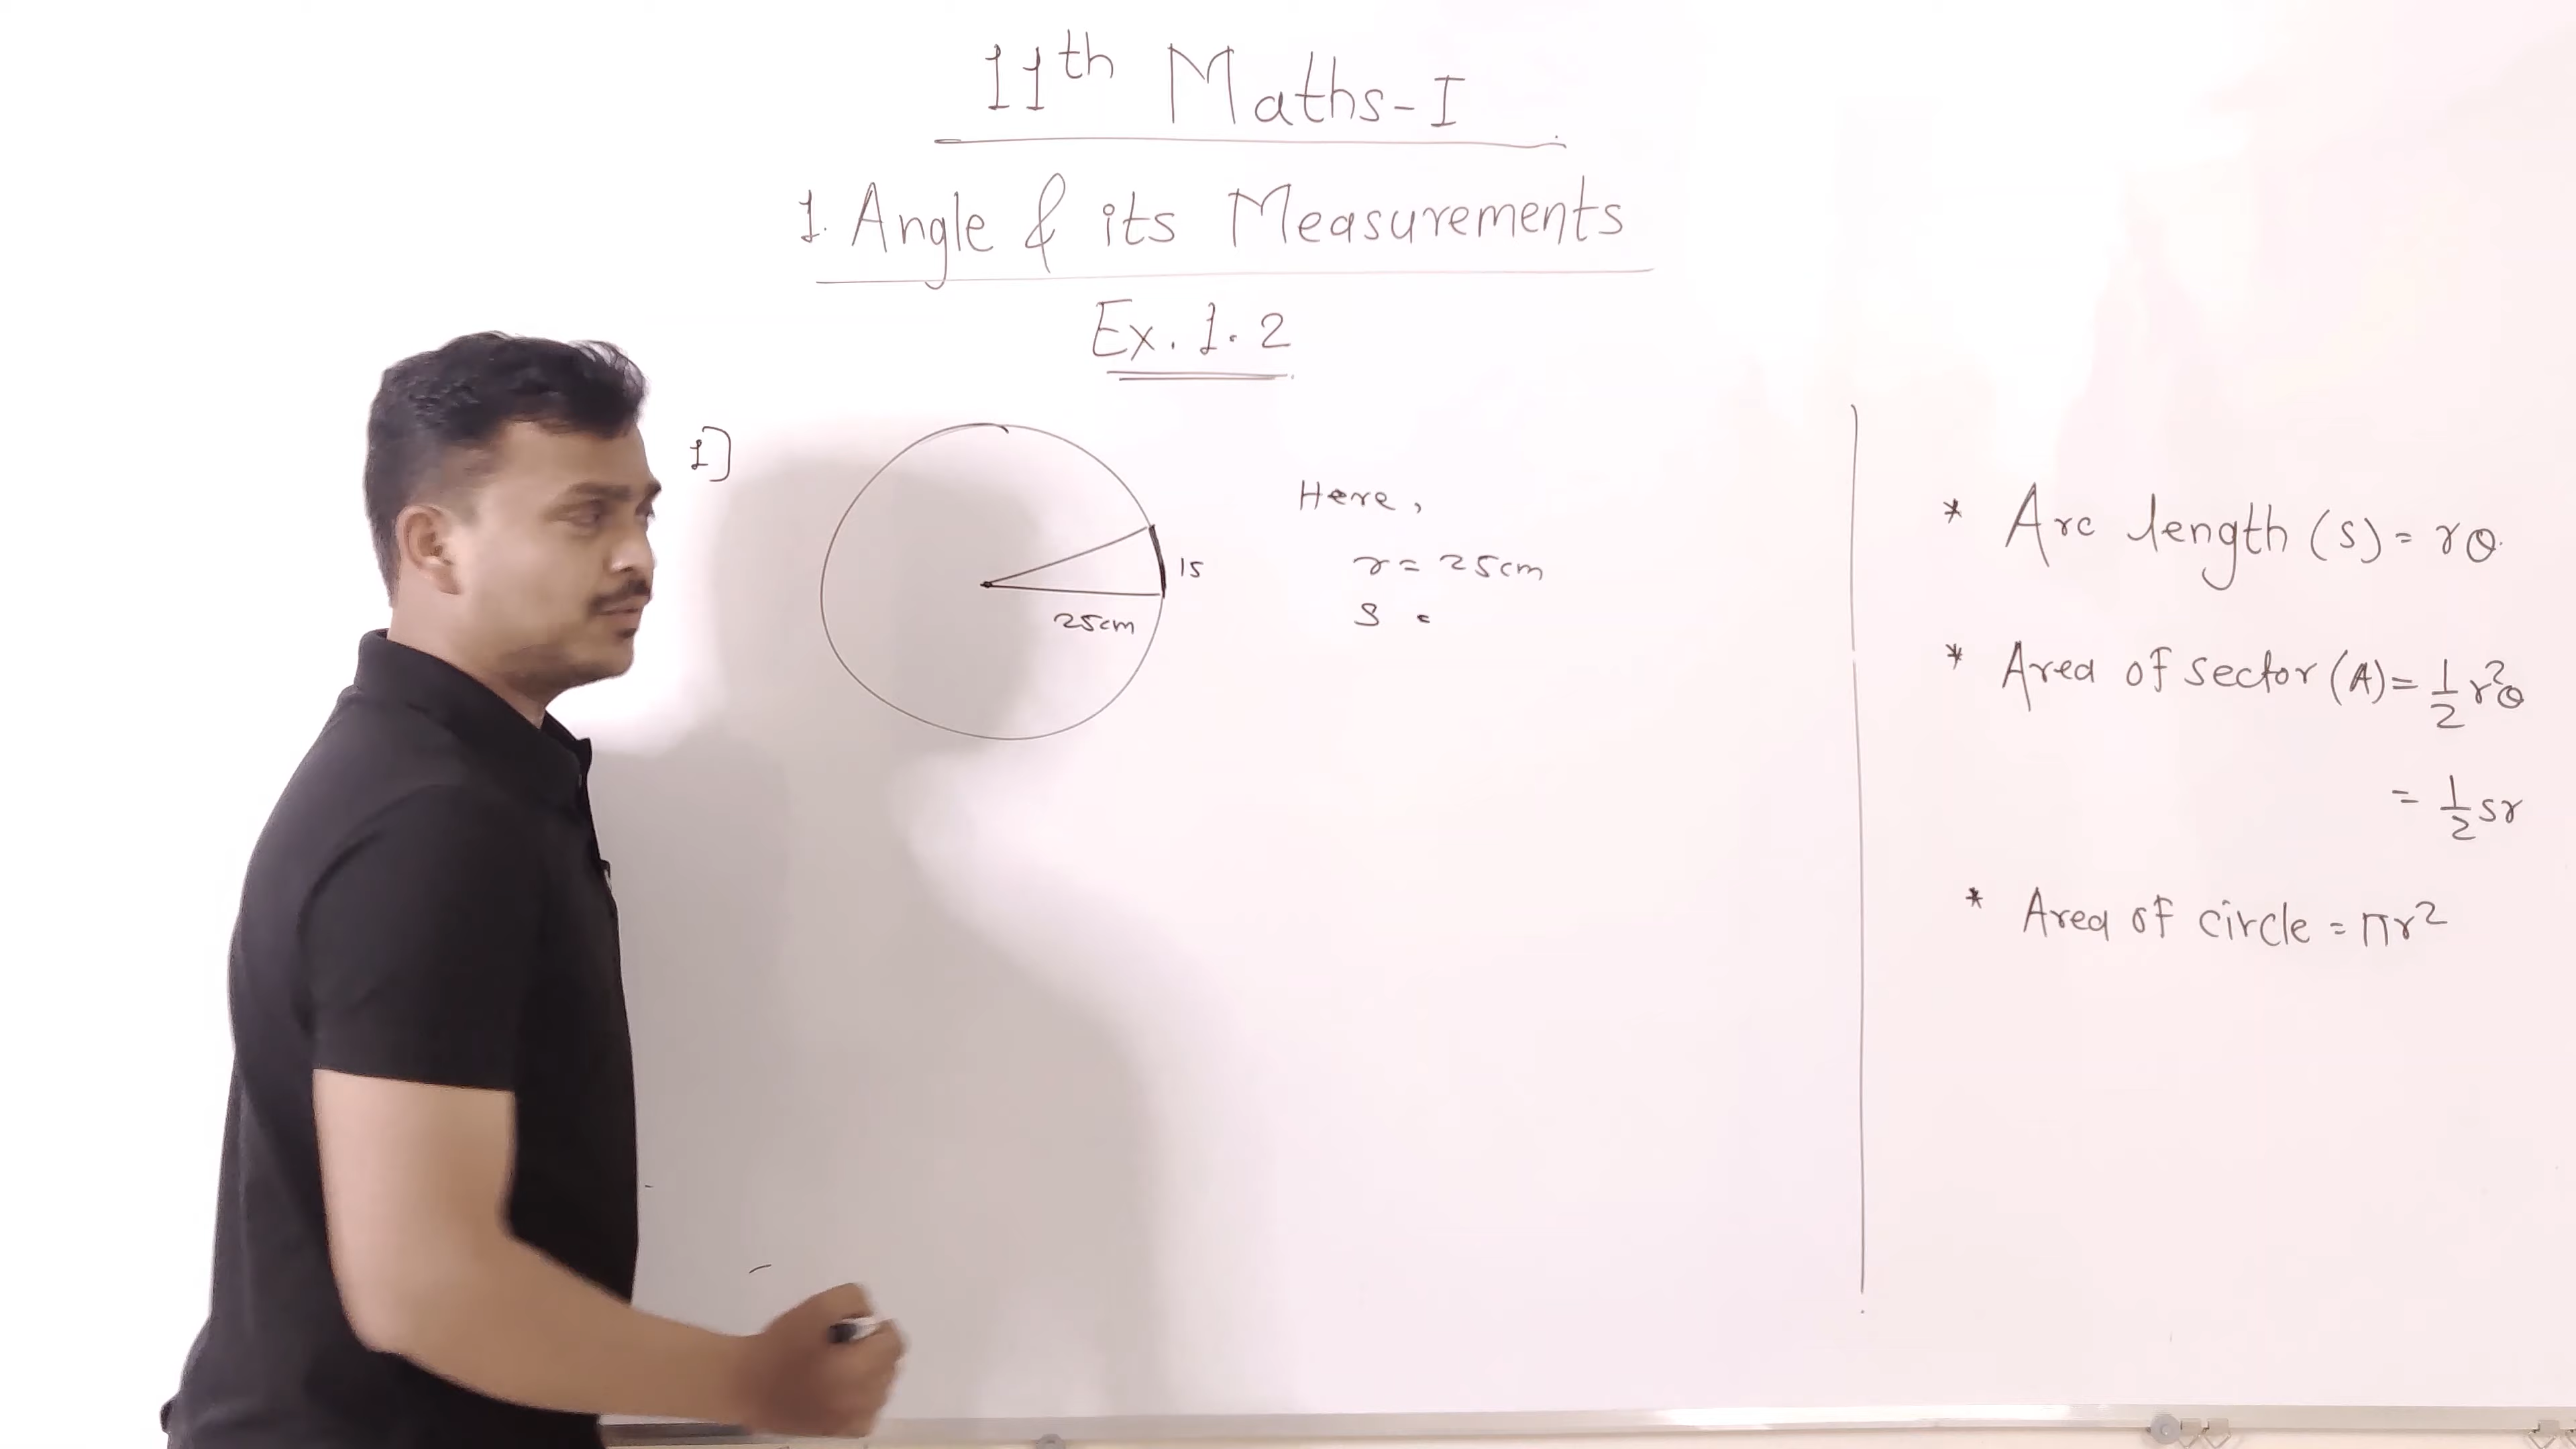 11th Maths-I
1. Angle & its Measurements
Ex. 1.2
1]
15
25cm
Here,
r = 25cm
S =
* Arc length (s) = rθ.
* Area of sector (A) = 1/2 r²θ
= 1/2 sr
* Area of circle = πr²